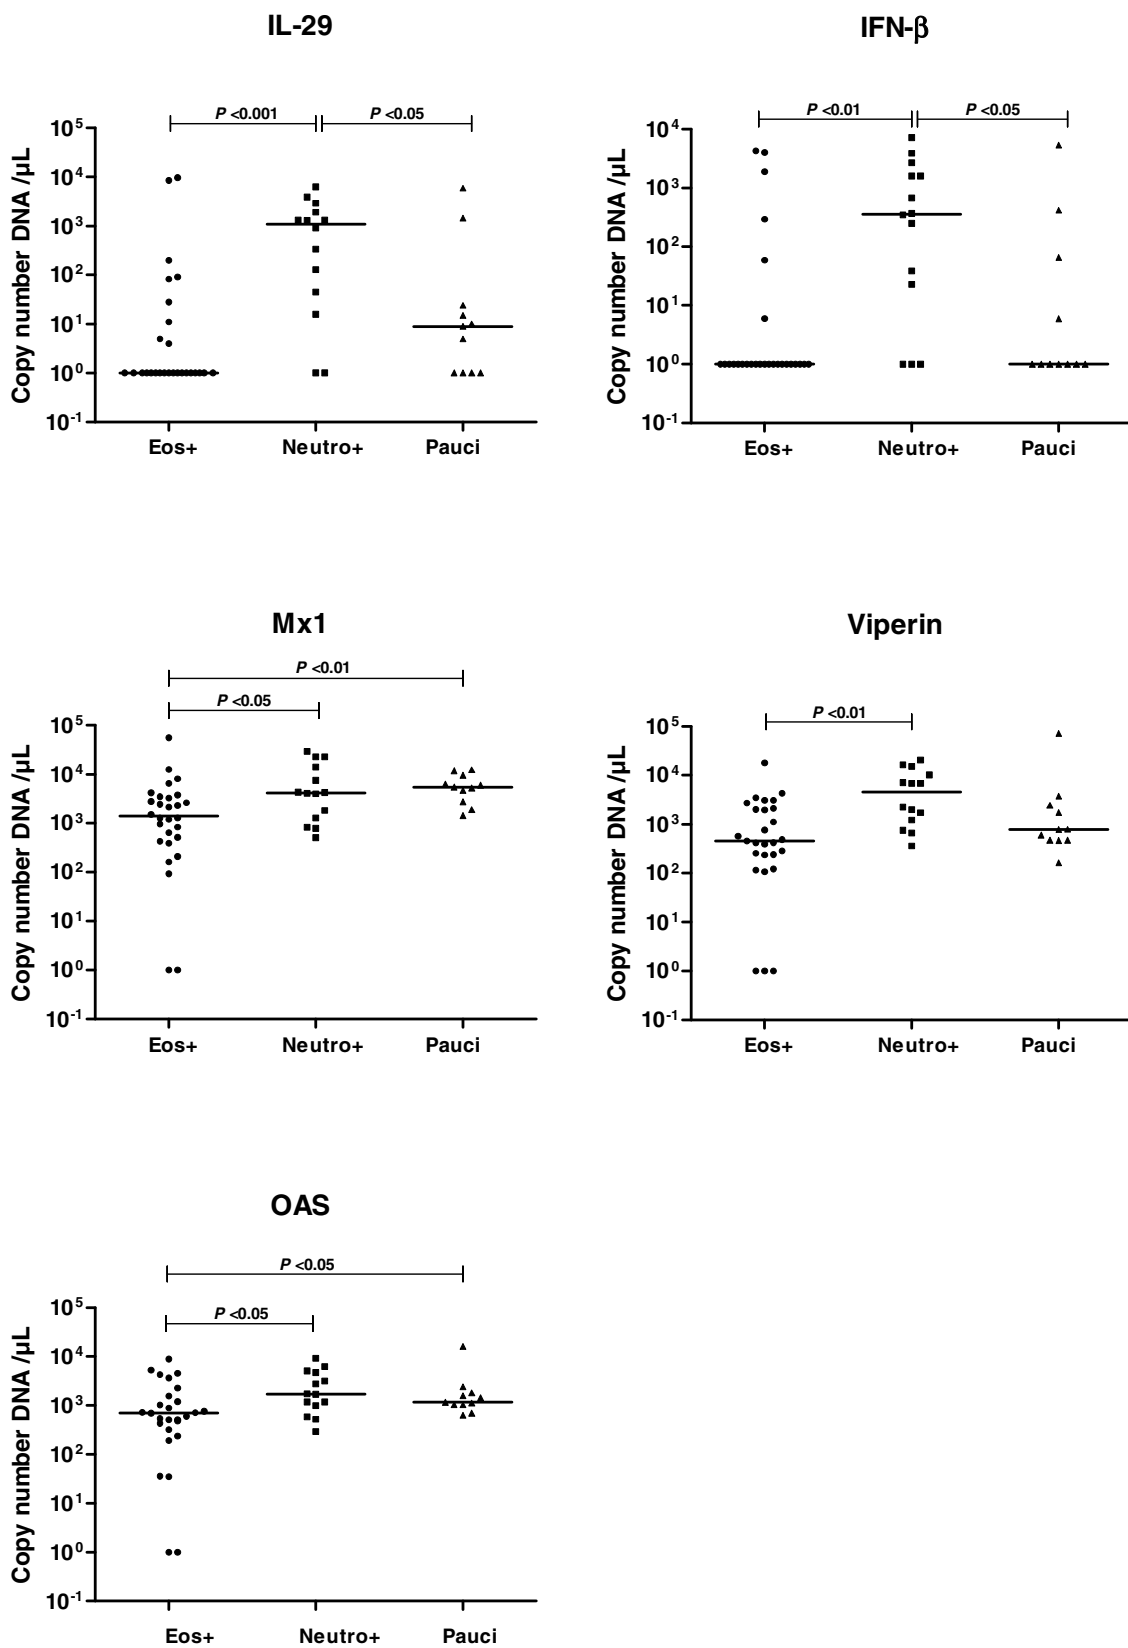 IL-29
P <0.001
P <0.05
Copy number DNA /µL
10⁵
10⁴
10³
10²
10¹
10⁰
10⁻¹
Eos+
Neutro+
Pauci
IFN-β
P <0.01
P <0.05
Copy number DNA /µL
10⁴
10³
10²
10¹
10⁰
10⁻¹
Eos+
Neutro+
Pauci
Mx1
P <0.01
P <0.05
Copy number DNA /µL
10⁵
10⁴
10³
10²
10¹
10⁰
10⁻¹
Eos+
Neutro+
Pauci
Viperin
P <0.01
Copy number DNA /µL
10⁵
10⁴
10³
10²
10¹
10⁰
10⁻¹
Eos+
Neutro+
Pauci
OAS
P <0.05
P <0.05
Copy number DNA /µL
10⁵
10⁴
10³
10²
10¹
10⁰
10⁻¹
Eos+
Neutro+
Pauci